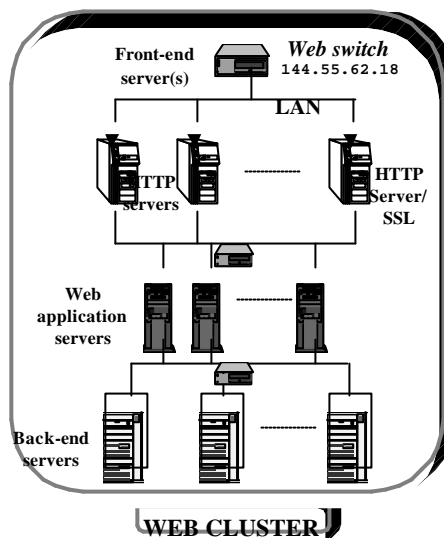 Front-end
server(s)
Web switch
144.55.62.18
LAN
HTTP
servers
HTTP
Server/
SSL
Web
application
servers
Back-end
servers
WEB CLUSTER